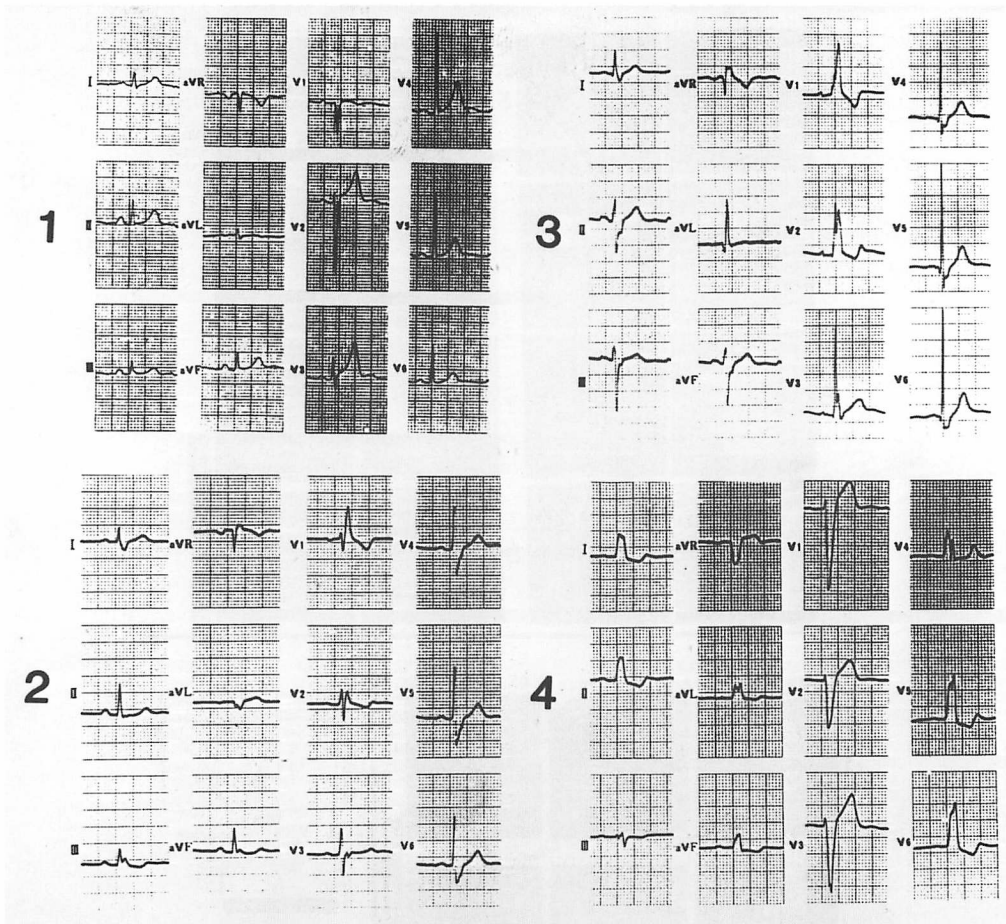 I aVR V1 V4
1 II aVL V2 V5
III aVF V3 V6
I aVR V1 V4
3 II aVL V2 V5
III aVF V3 V6
I aVR V1 V4
2 II aVL V2 V5
III aVF V3 V6
I aVR V1 V4
4 II aVL V2 V5
III aVF V3 V6